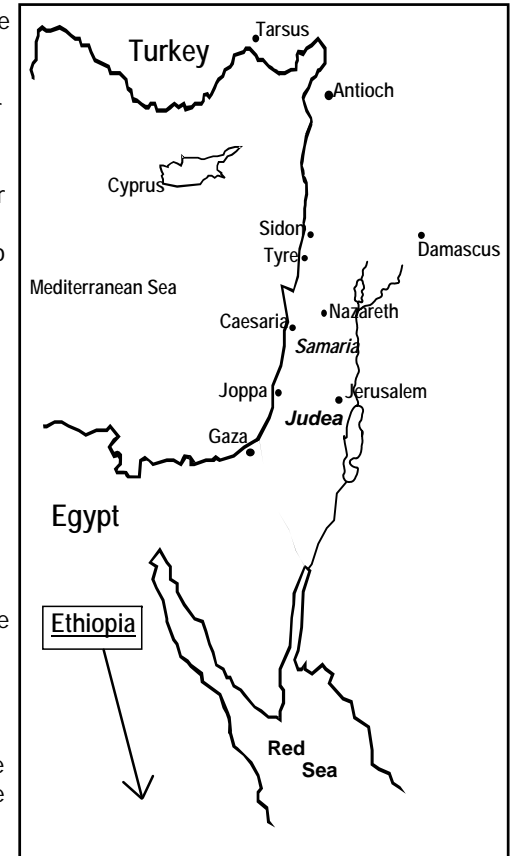 Tarsus
Turkey
Antioch
Cyprus
Sidon
Damascus
Tyre
Mediterranean Sea
Nazareth
Caesaria
Samaria
Joppa
Jerusalem
Judea
Gaza
Egypt
Ethiopia
Red
Sea